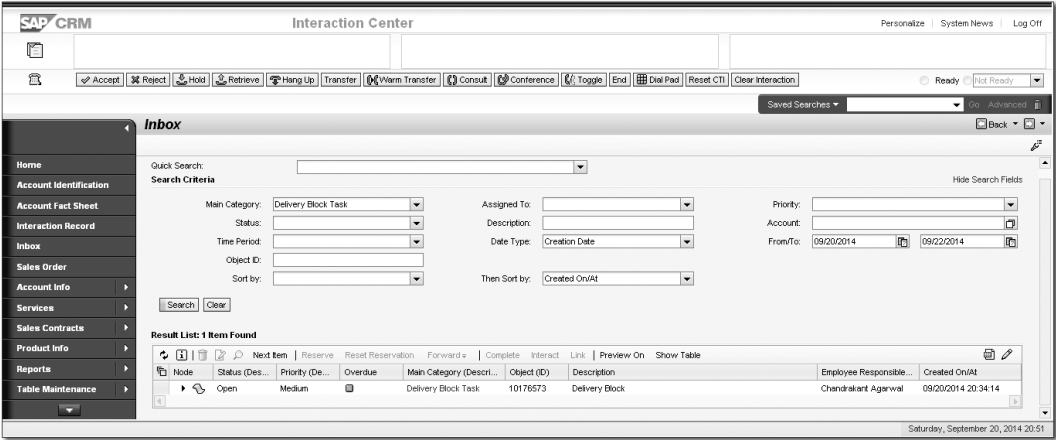 SAP CRM Interaction Center Personalize System News Log Off
Accept Reject Hold Retrieve Hang Up Transfer Warm Transfer Consult Conference Toggle End Dial Pad Reset CTI Clear Interaction Ready Not Ready
Saved Searches Go Advanced
Inbox Back
Home Quick Search:
Search Criteria Hide Search Fields
Account Identification
Account Fact Sheet Main Category: Delivery Block Task Assigned To: Priority:
Interaction Record Status: Description: Account:
Inbox Time Period: Date Type: Creation Date From/To: 09/20/2014 09/22/2014
Sales Order Object ID:
Account Info Sort by: Then Sort by: Created On/At
Services Search Clear
Sales Contracts Result List: 1 Item Found
Product Info Next Item Reserve Reset Reservation Forward Complete Interact Link Preview On Show Table
Reports Node Status (Des... Priority (De... Overdue Main Category (Descri... Object (ID) Description Employee Responsible... Created On/At
Table Maintenance Open Medium Delivery Block Task 10176573 Delivery Block Chandrakant Agarwal 09/20/2014 20:34:14
Saturday, September 20, 2014 20:51